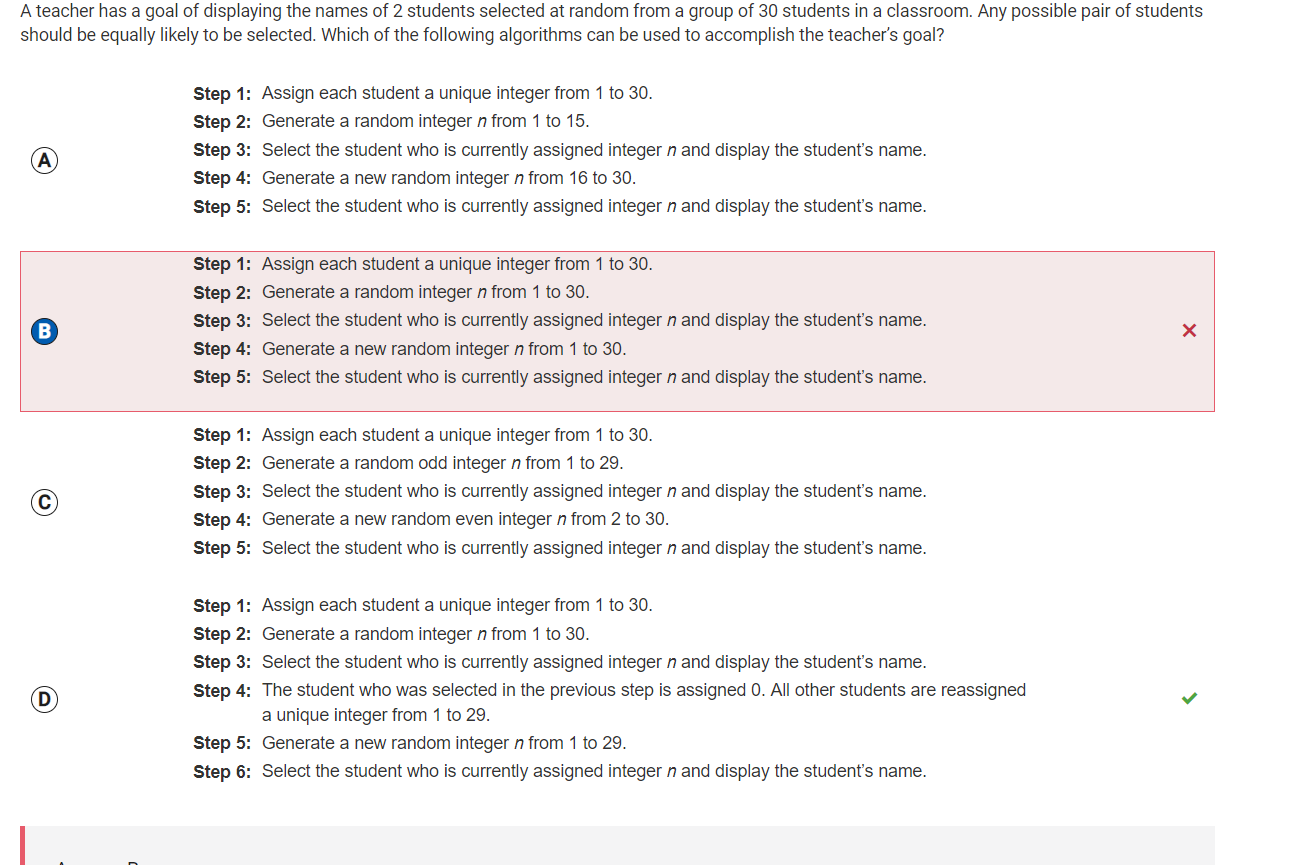 A teacher has a goal of displaying the names of 2 students selected at random from a group of 30 students in a classroom. Any possible pair of students
should be equally likely to be selected. Which of the following algorithms can be used to accomplish the teacher's goal?
A
Step 1: Assign each student a unique integer from 1 to 30.
Step 2: Generate a random integer n from 1 to 15.
Step 3: Select the student who is currently assigned integer n and display the student's name.
Step 4: Generate a new random integer n from 16 to 30.
Step 5: Select the student who is currently assigned integer n and display the student's name.
B
Step 1: Assign each student a unique integer from 1 to 30.
Step 2: Generate a random integer n from 1 to 30.
Step 3: Select the student who is currently assigned integer n and display the student's name.
Step 4: Generate a new random integer n from 1 to 30.
Step 5: Select the student who is currently assigned integer n and display the student's name.
C
Step 1: Assign each student a unique integer from 1 to 30.
Step 2: Generate a random odd integer n from 1 to 29.
Step 3: Select the student who is currently assigned integer n and display the student's name.
Step 4: Generate a new random even integer n from 2 to 30.
Step 5: Select the student who is currently assigned integer n and display the student's name.
D
Step 1: Assign each student a unique integer from 1 to 30.
Step 2: Generate a random integer n from 1 to 30.
Step 3: Select the student who is currently assigned integer n and display the student's name.
Step 4: The student who was selected in the previous step is assigned 0. All other students are reassigned
a unique integer from 1 to 29.
Step 5: Generate a new random integer n from 1 to 29.
Step 6: Select the student who is currently assigned integer n and display the student's name.